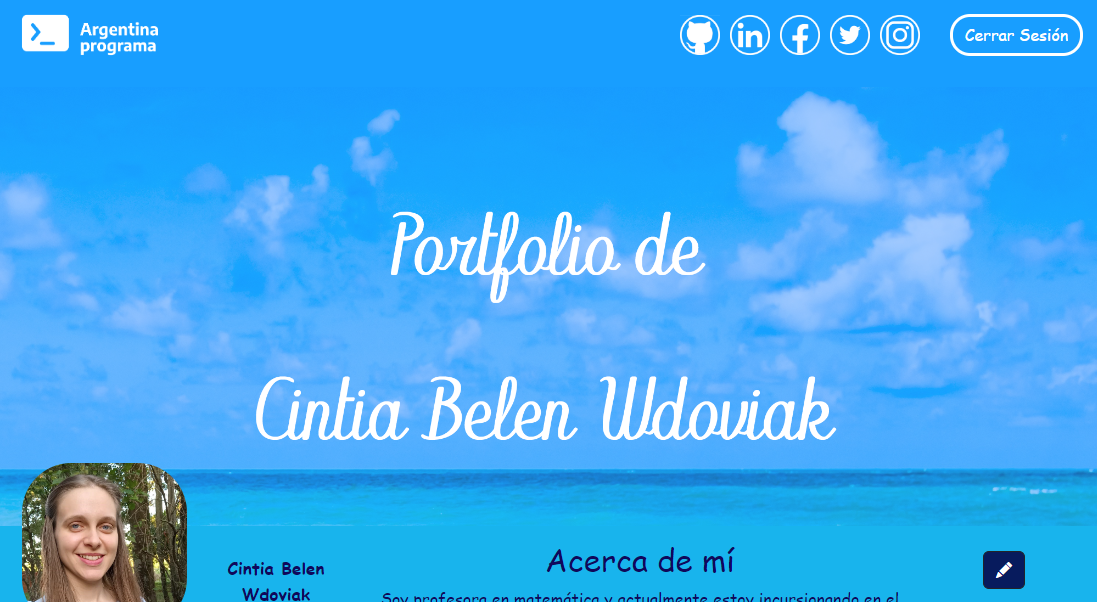 Argentina
programa
Cerrar Sesión
Portfolio de
Cintia Belen Wdoviak
Cintia Belen
Wdoviak
Acerca de mí
Soy profesora en matemática y actualmente estoy incursionando en el